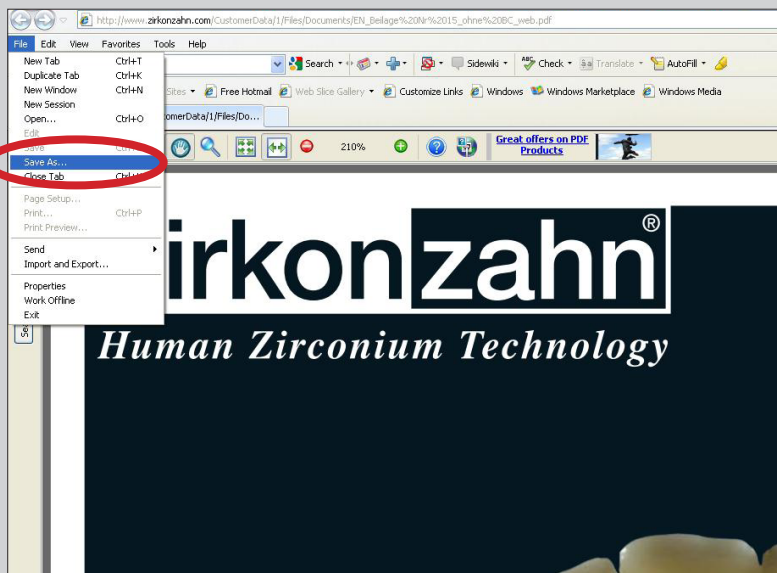 http://www.zirkonzahn.com/CustomerData/1/Files/Documents/EN_Beilage%20Nr%2015_ohne%20BC_web.pdf
File Edit View Favorites Tools Help
New Tab Ctrl+T
Search Sidewiki Check Translate AutoFill
Duplicate Tab Ctrl+K
New Window Ctrl+N
Sites Free Hotmail Web Slice Gallery Customize Links Windows Windows Marketplace Windows Media
New Session
Open... Ctrl+O
omerData/1/Files/Do...
Edit
Save
210%
Great offers on PDF
Products
Save As...
Close Tab
Page Setup...
Print... Ctrl+P
Print Preview...
Send
Import and Export...
Properties
Work Offline
Exit
irkonzahn®
Human Zirconium Technology